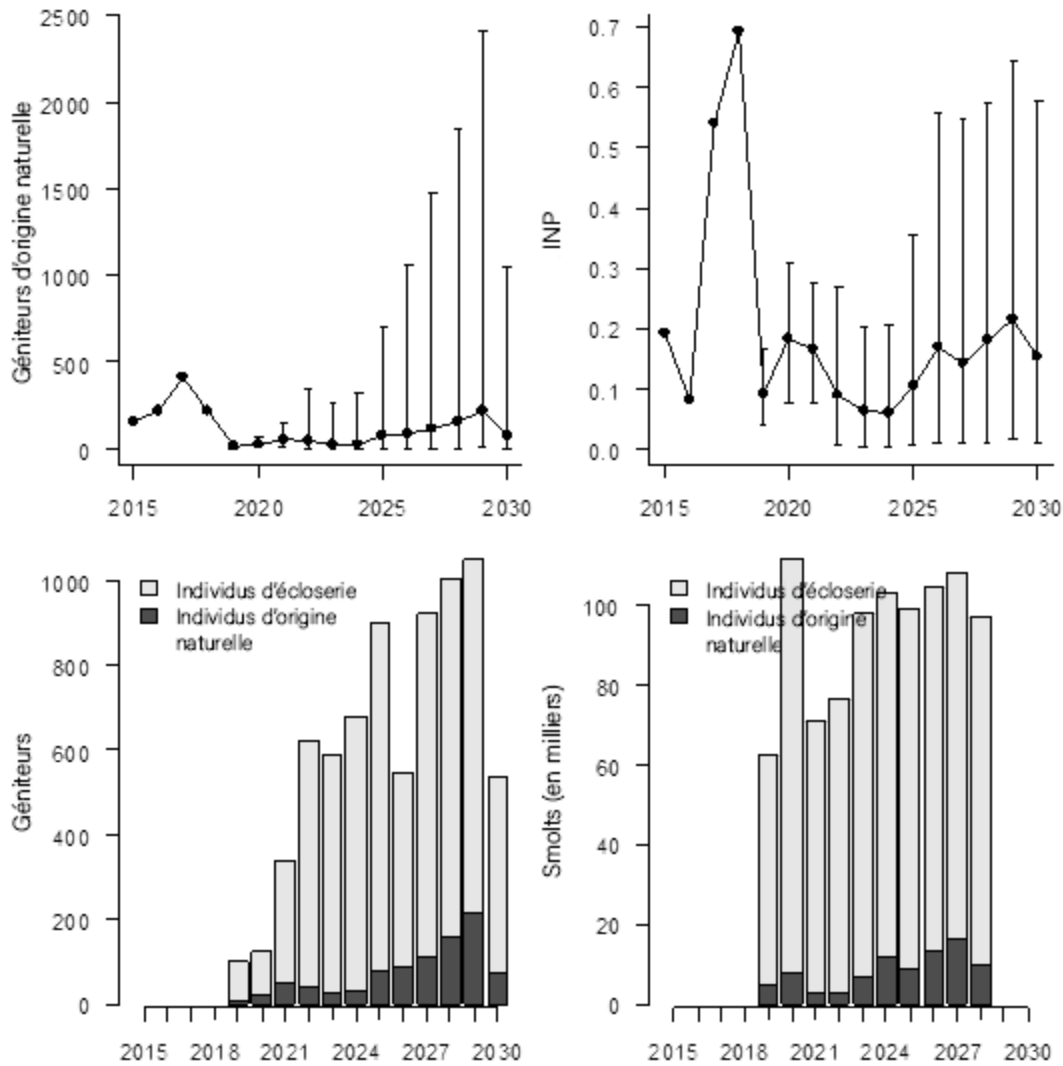 Géniteurs d'origine naturelle
2500
2000
1500
1000
500
0
2015 2020 2025 2030
INP
0.7
0.6
0.5
0.4
0.3
0.2
0.1
0.0
2015 2020 2025 2030
Géniteurs
1000
800
600
400
200
0
Individus d'écloserie
Individus d'origine
naturelle
2015 2018 2021 2024 2027 2030
Smolts (en milliers)
100
80
60
40
20
0
Individus d'écloserie
Individus d'origine
naturelle
2015 2018 2021 2024 2027 2030